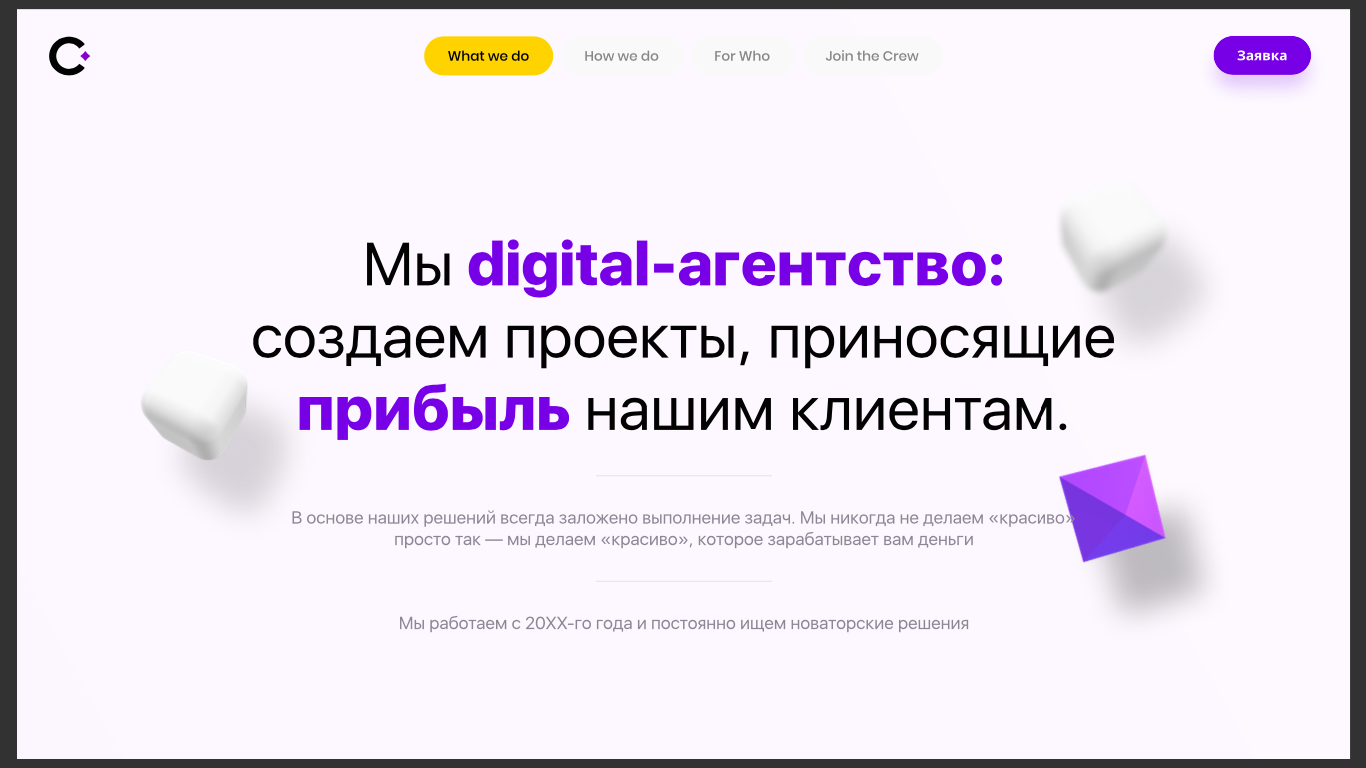 What we do
How we do
For Who
Join the Crew
Заявка
Мы digital-агентство:
создаем проекты, приносящие
прибыль нашим клиентам.
В основе наших решений всегда заложено выполнение задач. Мы никогда не делаем «красиво»
просто так — мы делаем «красиво», которое зарабатывает вам деньги
Мы работаем с 20XX-го года и постоянно ищем новаторские решения